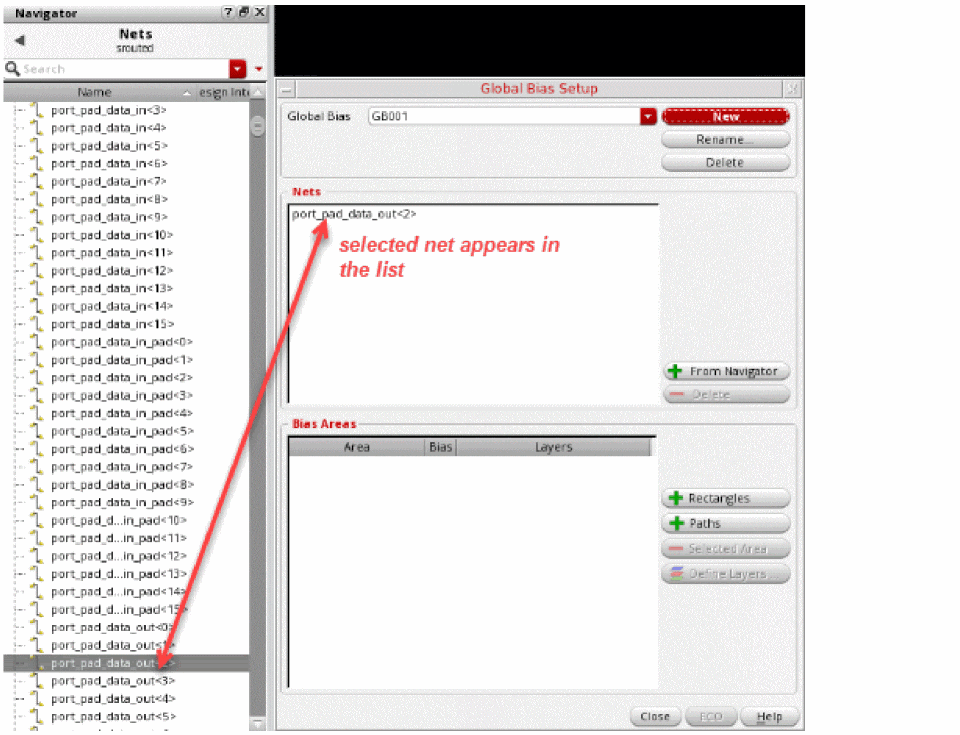 Navigator
Nets
srouted
Search
Name
esign Inte
port_pad_data_in<3>
port_pad_data_in<4>
port_pad_data_in<5>
port_pad_data_in<6>
port_pad_data_in<7>
port_pad_data_in<8>
port_pad_data_in<9>
port_pad_data_in<10>
port_pad_data_in<11>
port_pad_data_in<12>
port_pad_data_in<13>
port_pad_data_in<14>
port_pad_data_in<15>
port_pad_data_in_pad<0>
port_pad_data_in_pad<1>
port_pad_data_in_pad<2>
port_pad_data_in_pad<3>
port_pad_data_in_pad<4>
port_pad_data_in_pad<5>
port_pad_data_in_pad<6>
port_pad_data_in_pad<7>
port_pad_data_in_pad<8>
port_pad_data_in_pad<9>
port_pad_d...in_pad<10>
port_pad_d...in_pad<11>
port_pad_d...in_pad<12>
port_pad_d...in_pad<13>
port_pad_d...in_pad<14>
port_pad_d...in_pad<15>
port_pad_data_out<0>
port_pad_data_out<1>
port_pad_data_out<2>
port_pad_data_out<3>
port_pad_data_out<4>
port_pad_data_out<5>
Global Bias Setup
Global Bias
GB001
New
Rename...
Delete
Nets
port_pad_data_out<2>
selected net appears in
the list
From Navigator
Delete
Bias Areas
Area
Bias
Layers
Rectangles
Paths
Selected Area
Define Layers
Close
ECO
Help